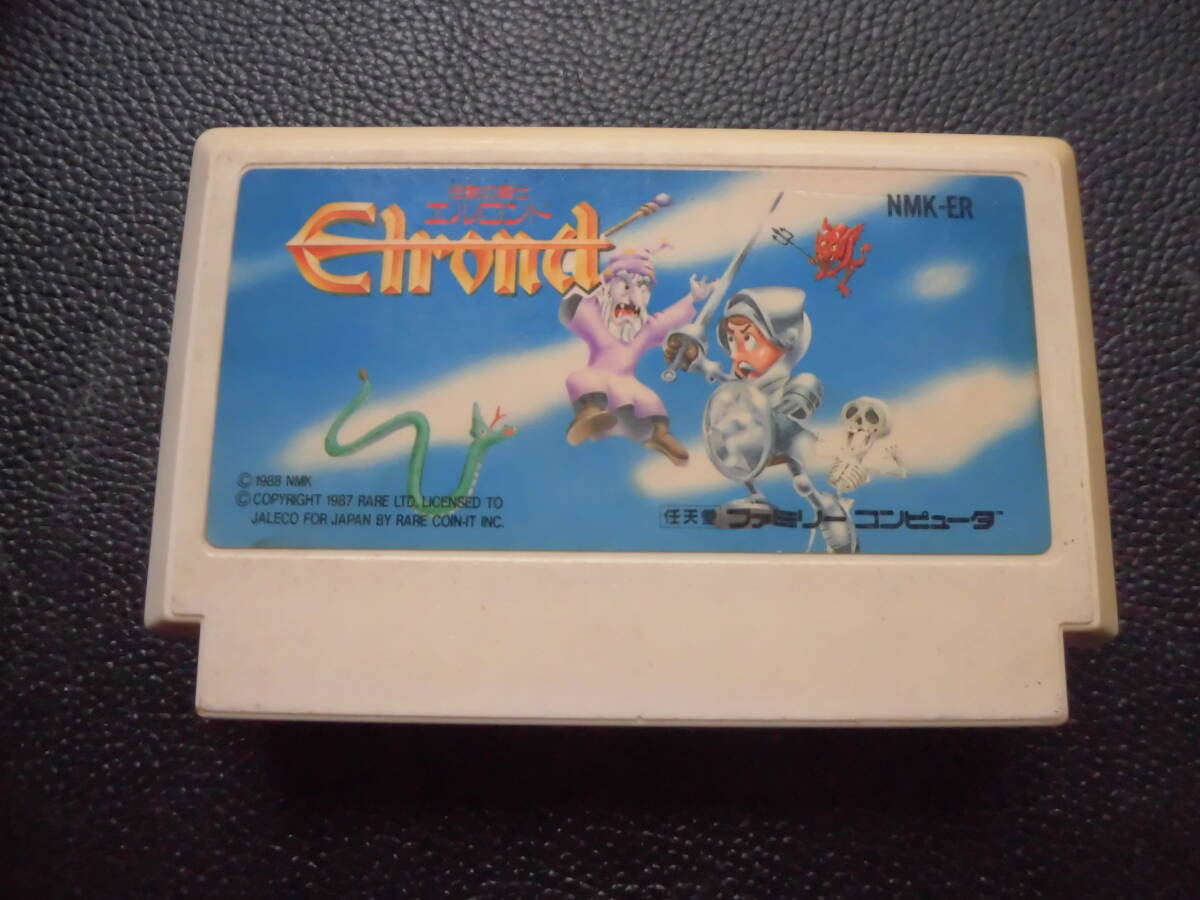 伝説の騎士
エルロンド
Elrond
NMK-ER
© 1988 NMK
© COPYRIGHT 1987 RARE LTD. LICENSED TO
JALECO FOR JAPAN BY RARE COIN-IT INC.
任天堂 ファミリーコンピュータ™